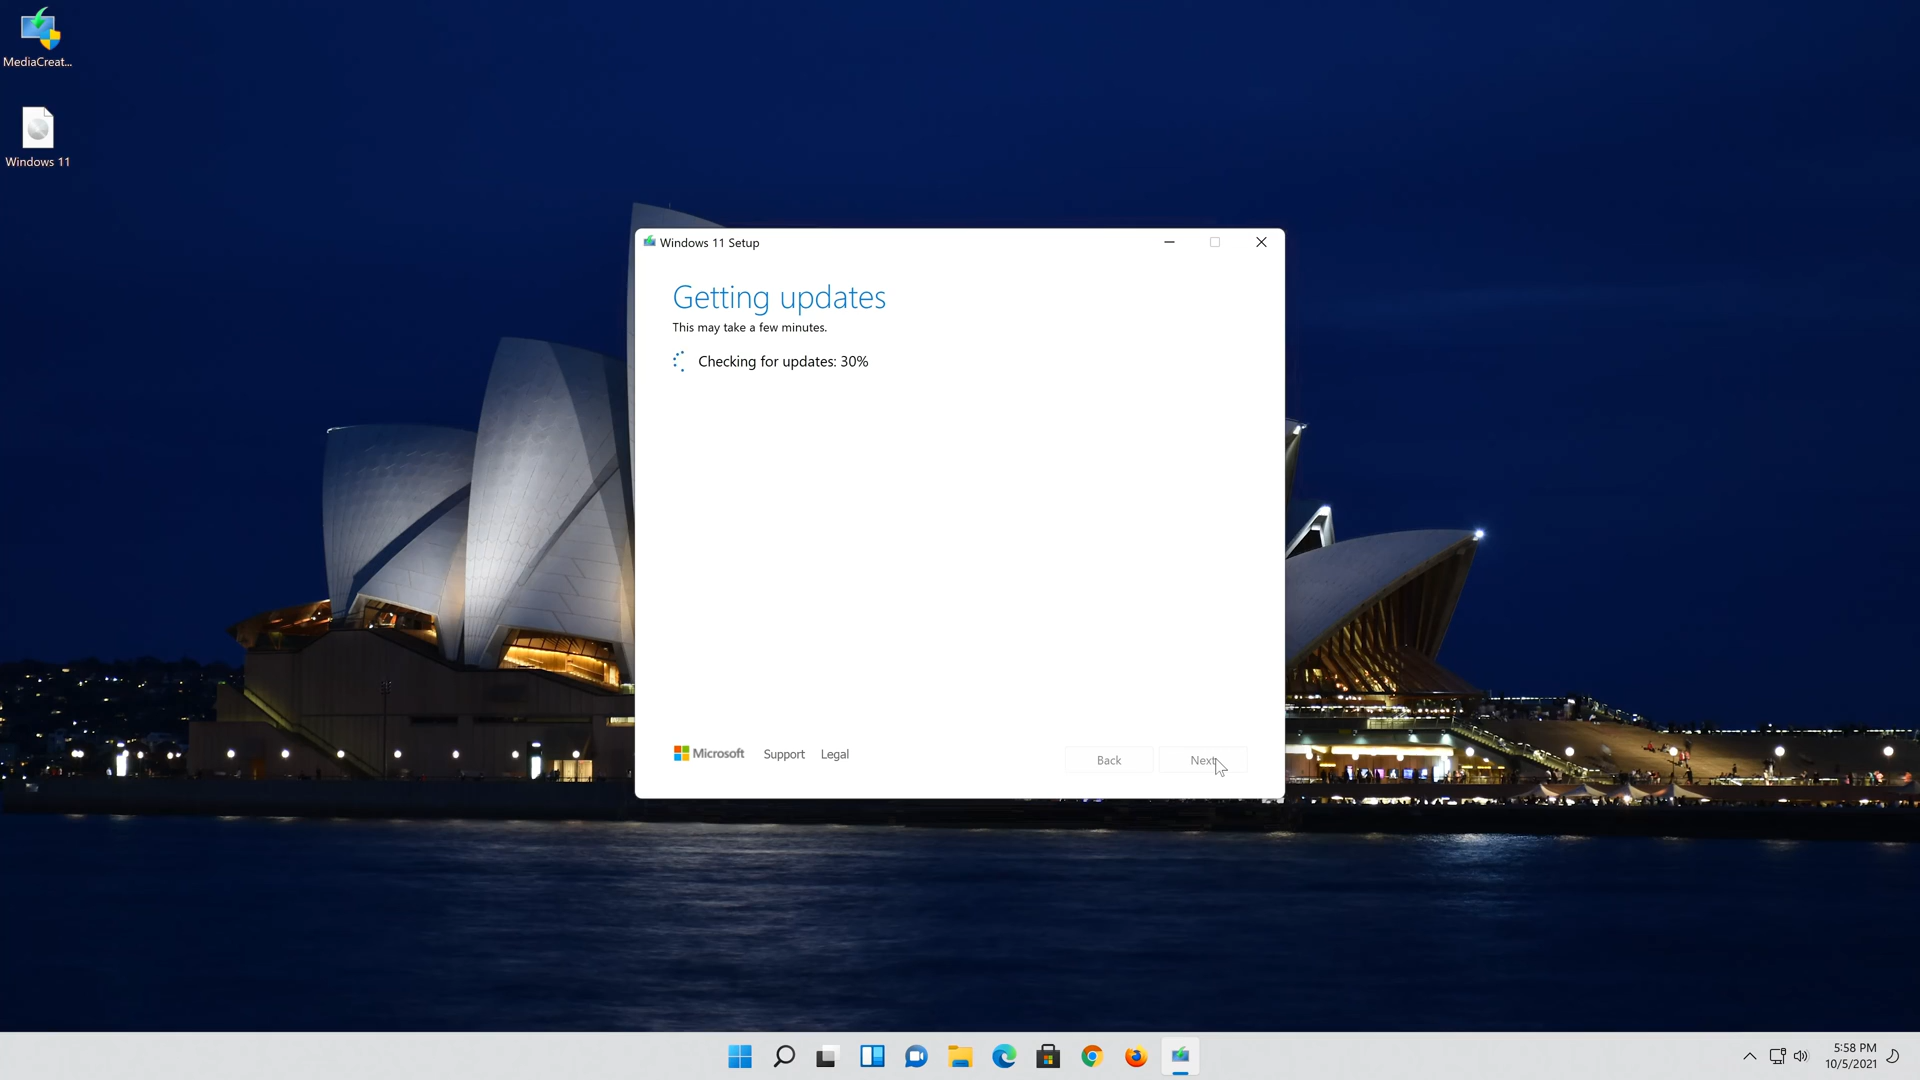 MediaCreat...
Windows 11
Windows 11 Setup
Getting updates
This may take a few minutes.
Checking for updates: 30%
Microsoft
Support
Legal
Back
Next
5:58 PM
10/5/2021